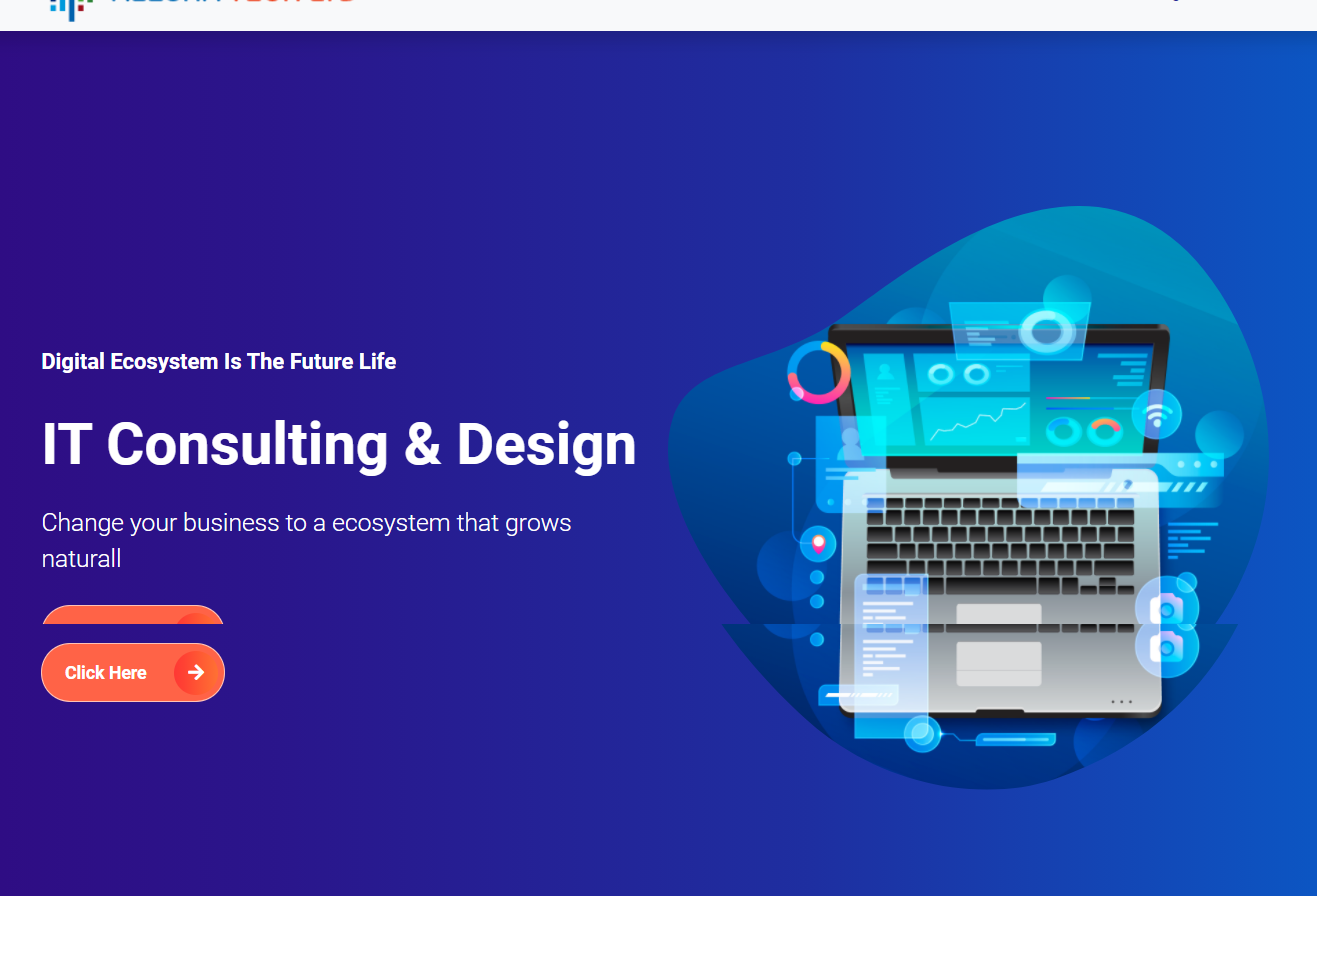 Digital Ecosystem Is The Future Life
IT Consulting & Design
Change your business to a ecosystem that grows
naturall
Click Here